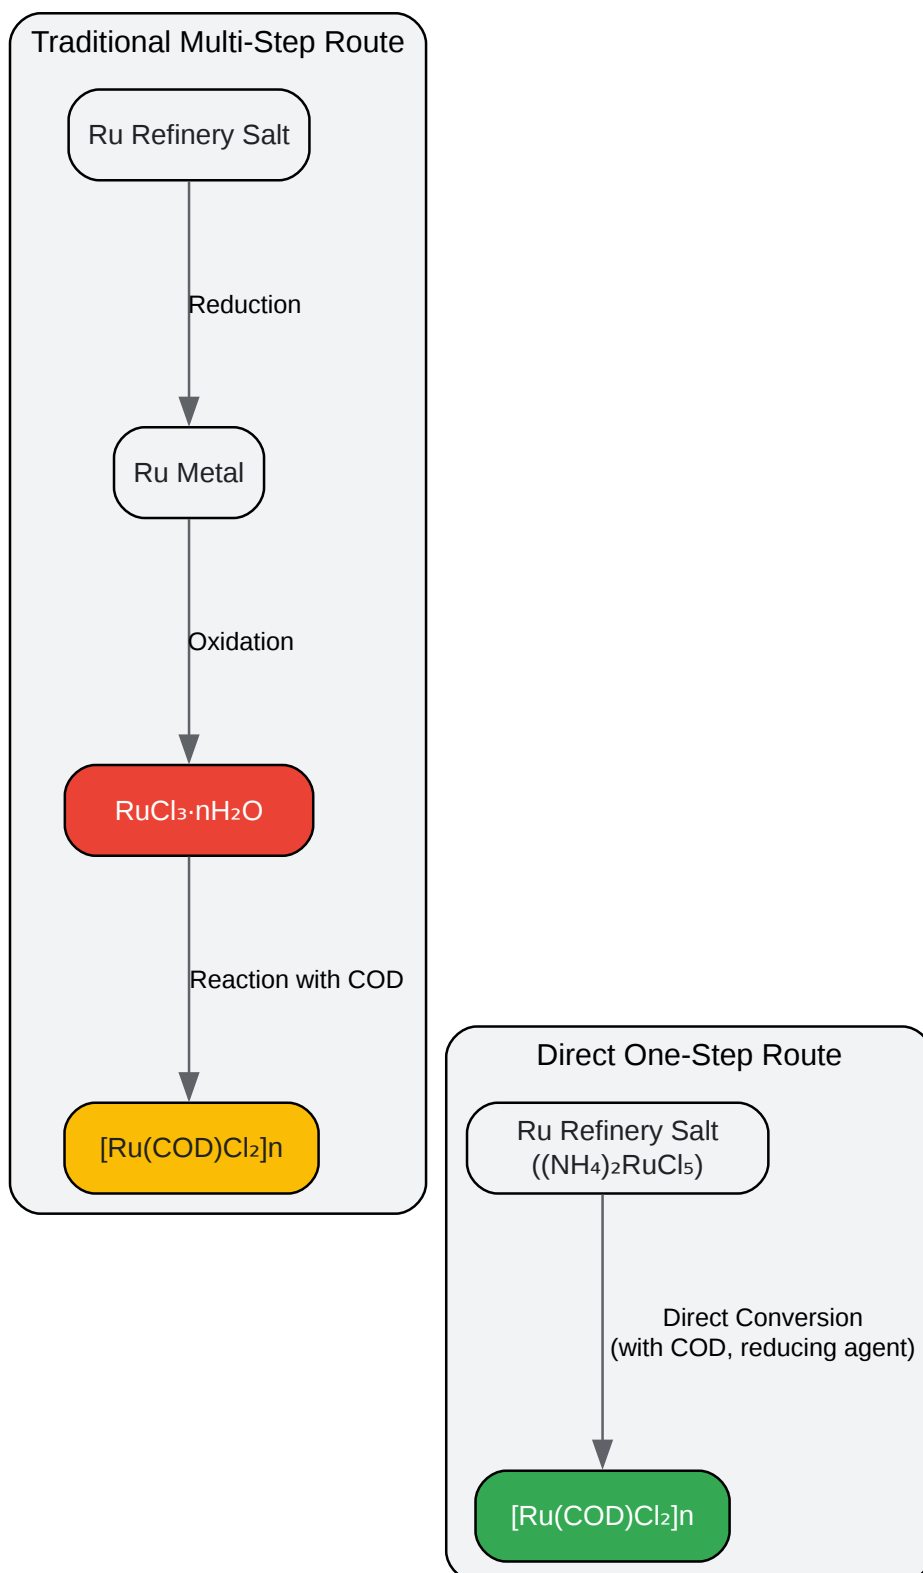 Traditional Multi-Step Route
Ru Refinery Salt
Reduction
Ru Metal
Oxidation
RuCl₃·nH₂O
Reaction with COD
[Ru(COD)Cl₂]n
Direct One-Step Route
Ru Refinery Salt
((NH₄)₂RuCl₅)
Direct Conversion
(with COD, reducing agent)
[Ru(COD)Cl₂]n